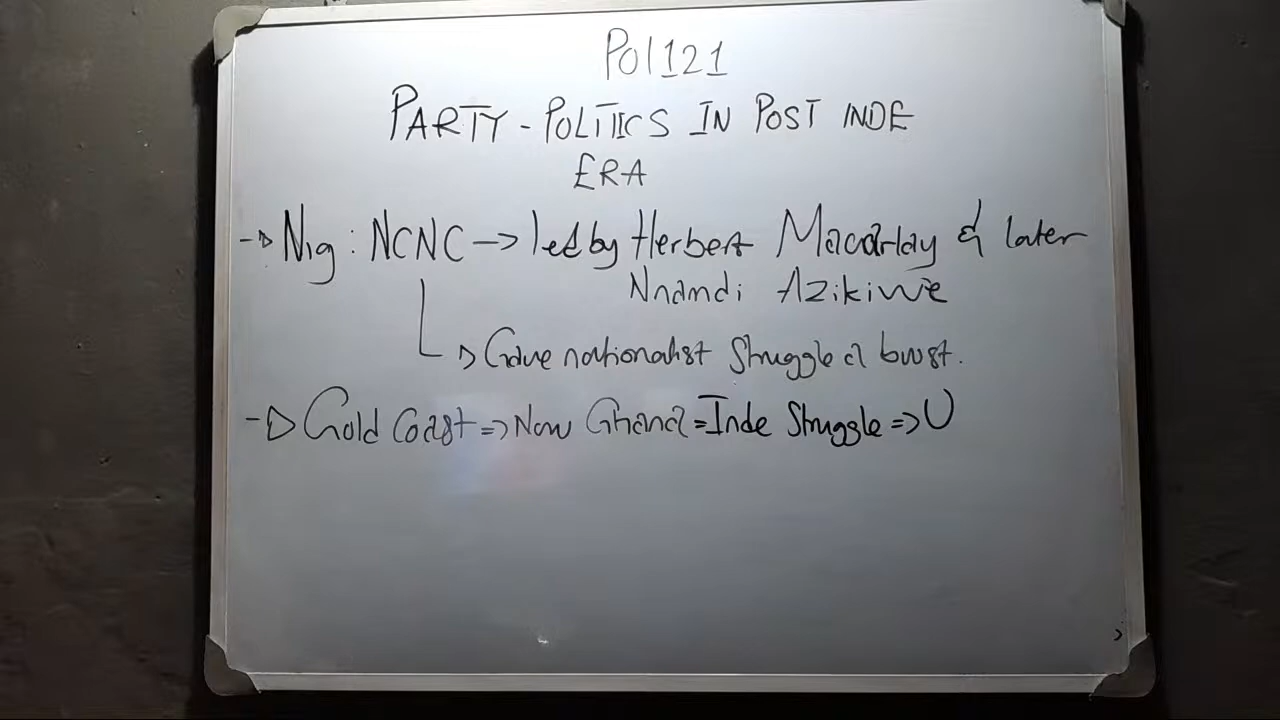 Pol121
PARTY-POLITICS IN POST INDE
ERA
→ Nig: NCNC → led by Herbert Macarlay & later
Nnamdi Azikiwe
→ Gave nationalist Struggle a bust.
→ Gold Coast => Now Ghana = Inde Struggle => U